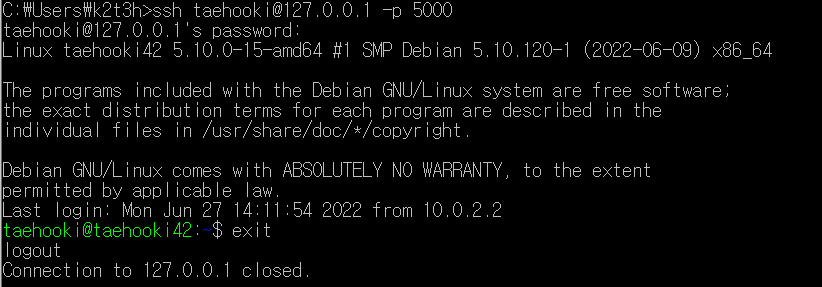 C:₩Users₩k2t3h>ssh taehooki@127.0.0.1 -p 5000
taehooki@127.0.0.1's password:
Linux taehooki42 5.10.0-15-amd64 #1 SMP Debian 5.10.120-1 (2022-06-09) x86_64
The programs included with the Debian GNU/Linux system are free software;
the exact distribution terms for each program are described in the
individual files in /usr/share/doc/*/copyright.
Debian GNU/Linux comes with ABSOLUTELY NO WARRANTY, to the extent
permitted by applicable law.
Last login: Mon Jun 27 14:11:54 2022 from 10.0.2.2
taehooki@taehooki42:~$ exit
logout
Connection to 127.0.0.1 closed.